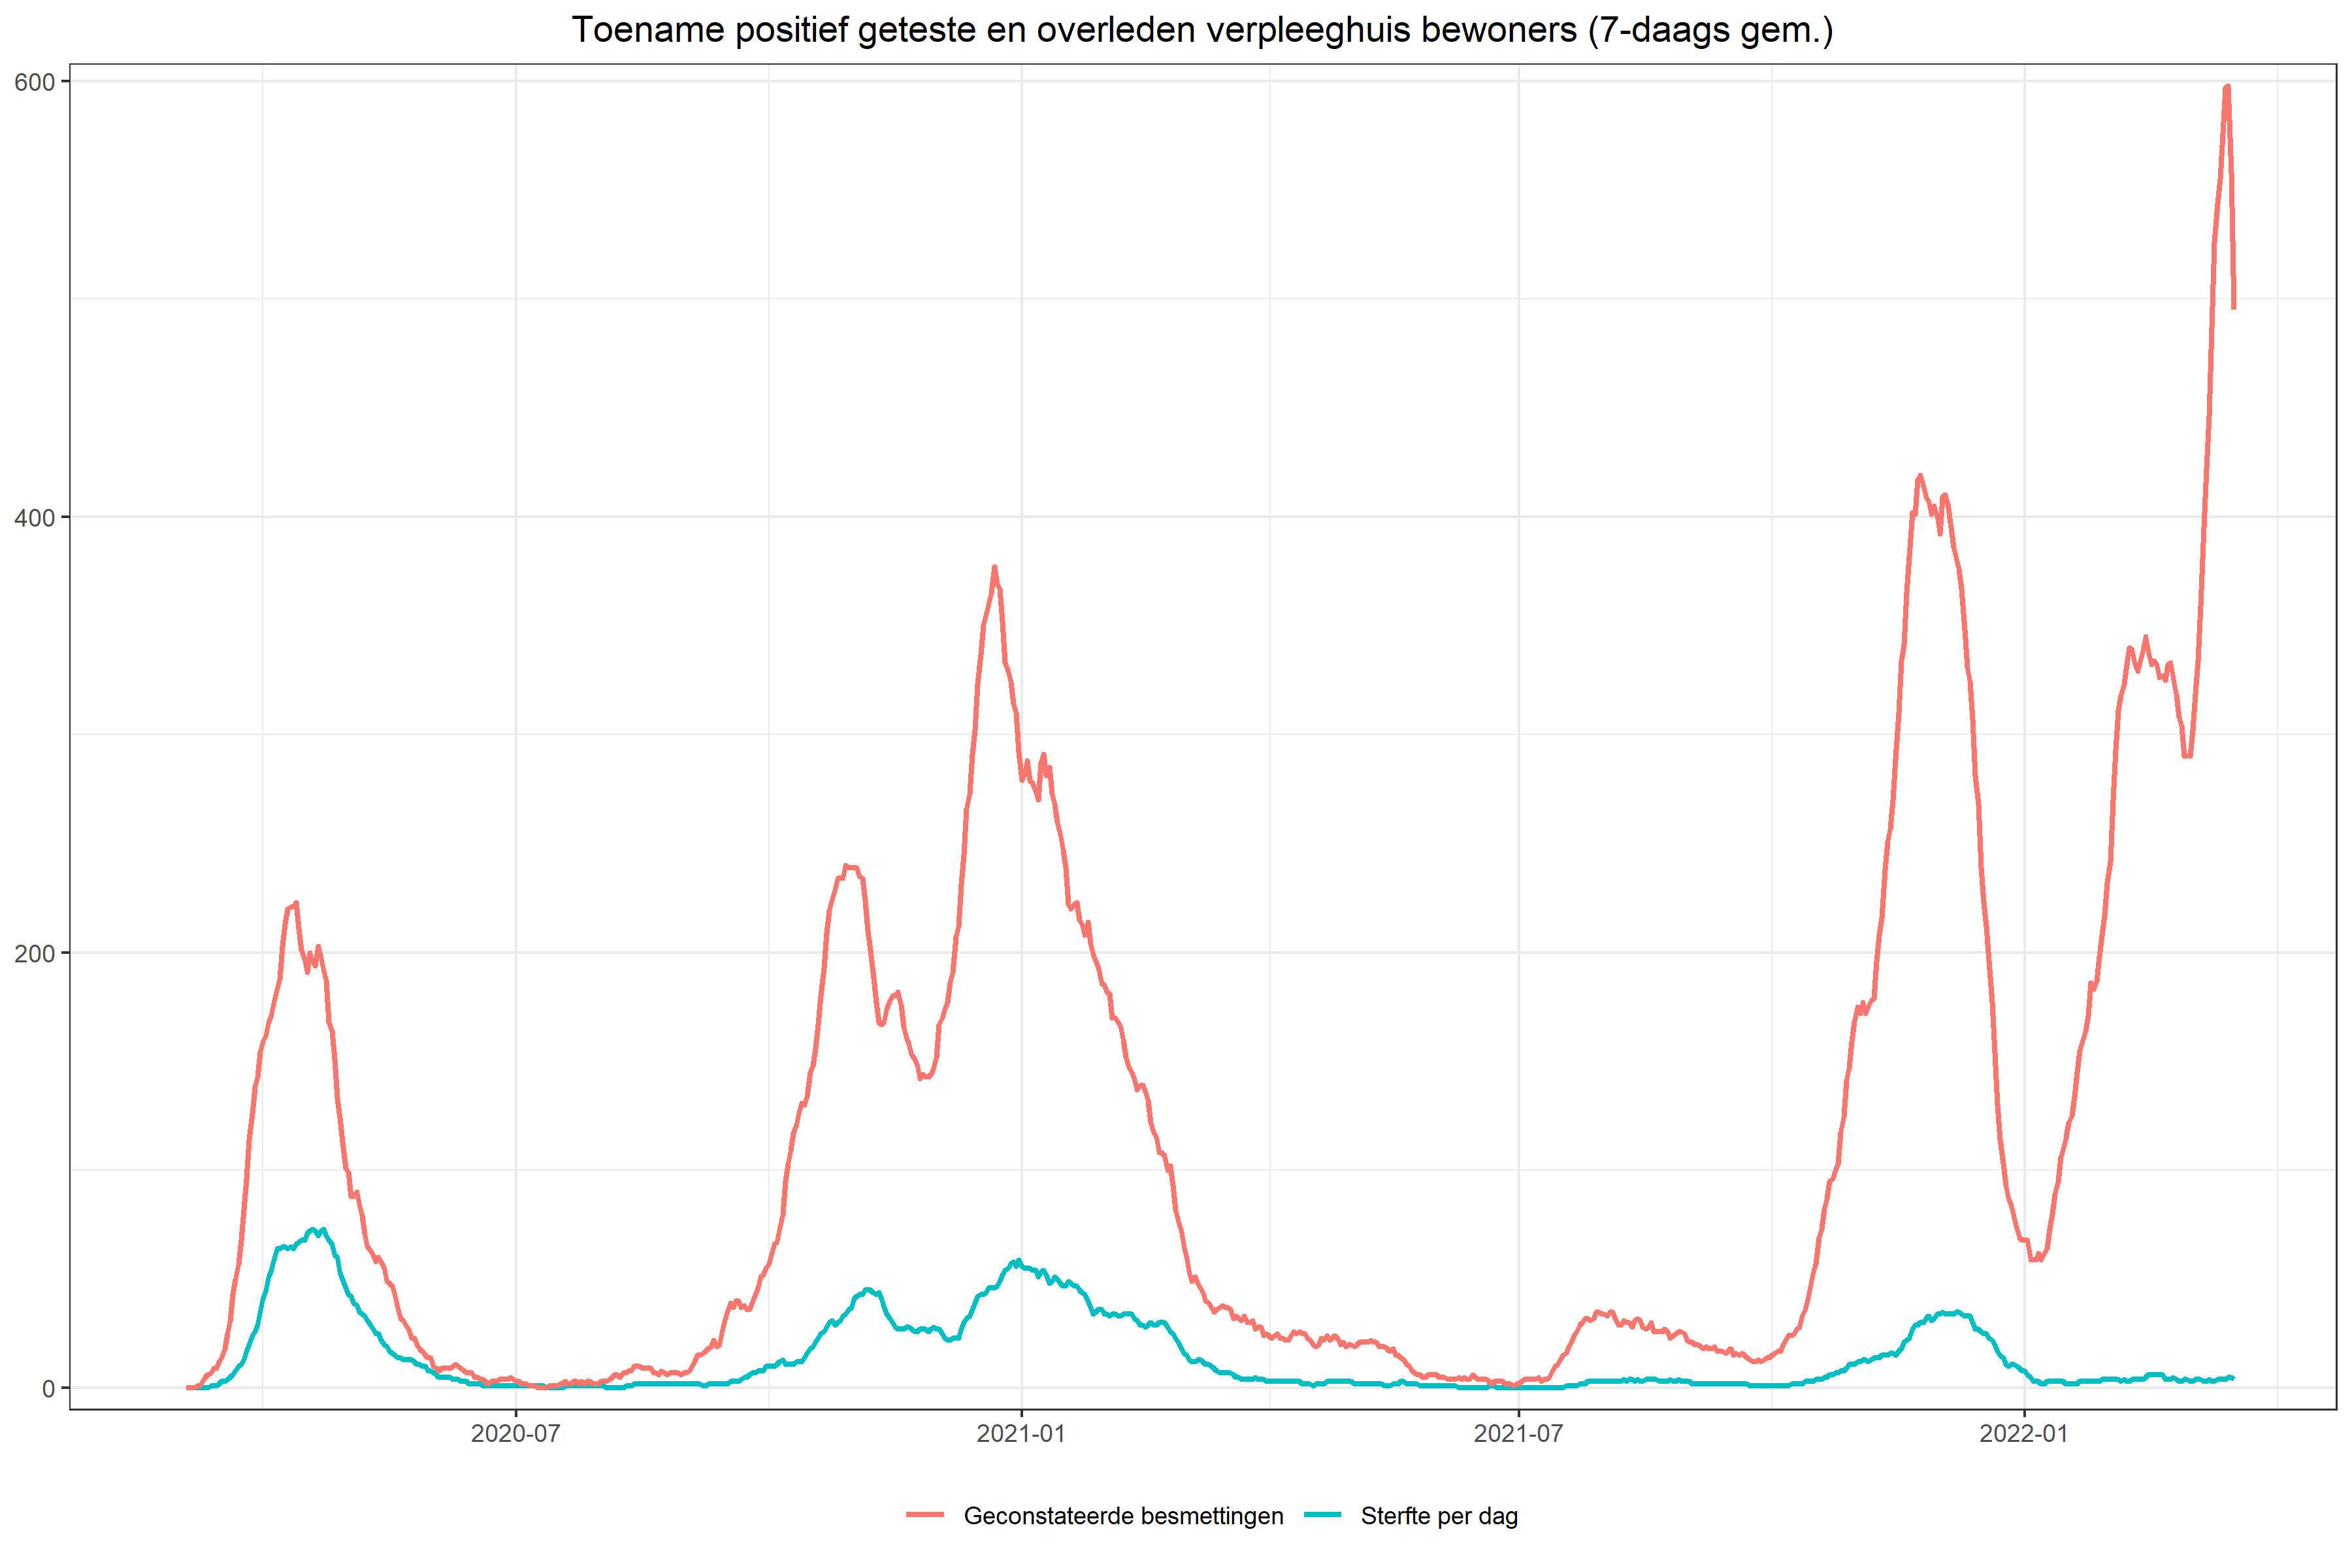 Toename positief geteste en overleden verpleeghuis bewoners (7-daags gem.)
600
400
200
0
2020-07 2021-01 2021-07 2022-01
Geconstateerde besmettingen Sterfte per dag